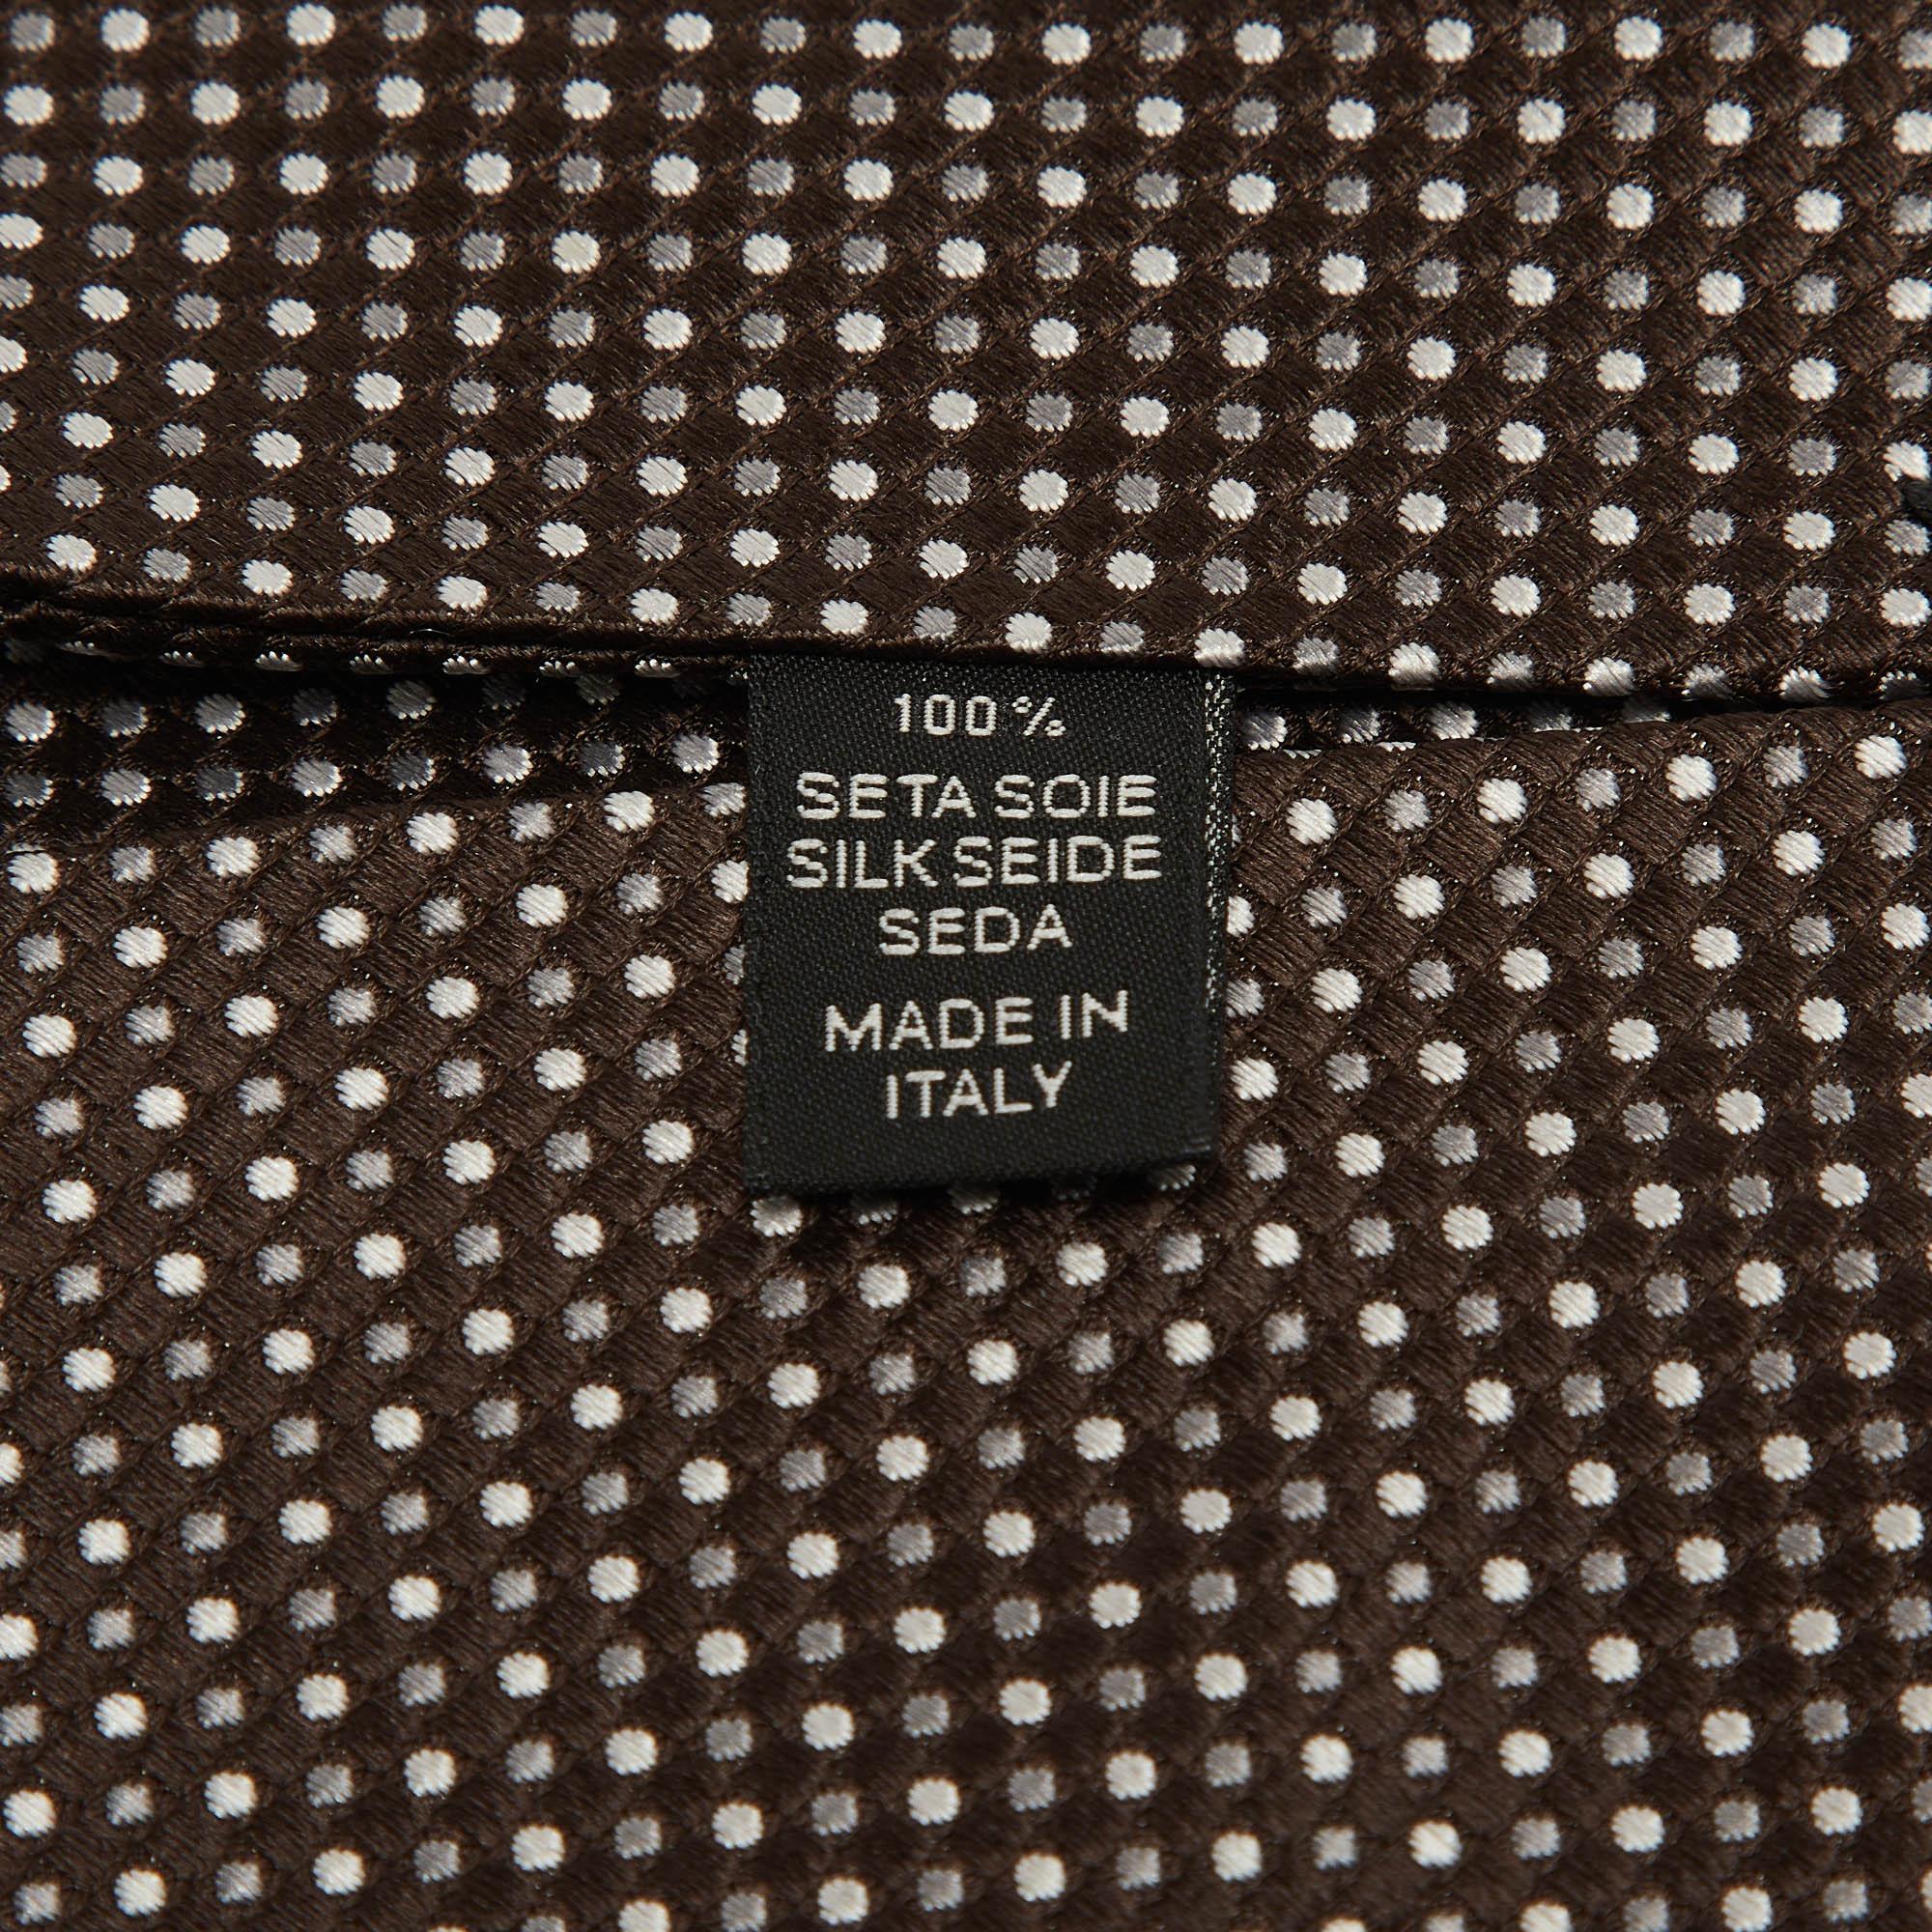 100%
SETA SOIE
SILK SEIDE
SEDA
MADE IN
ITALY